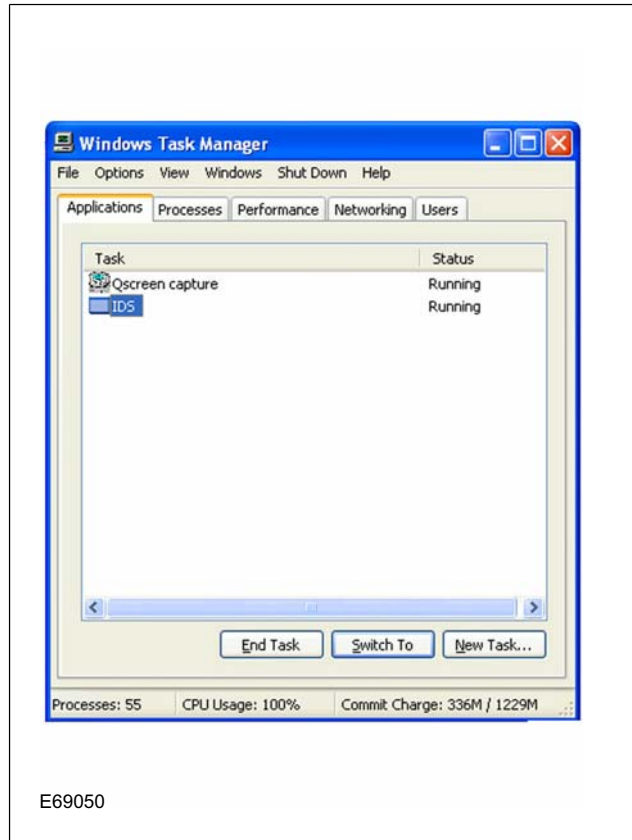 Windows Task Manager
File Options View Windows Shut Down Help
Applications Processes Performance Networking Users
Task Status
Qscreen capture Running
IDS Running
End Task Switch To New Task...
Processes: 55 CPU Usage: 100% Commit Charge: 336M / 1229M
E69050